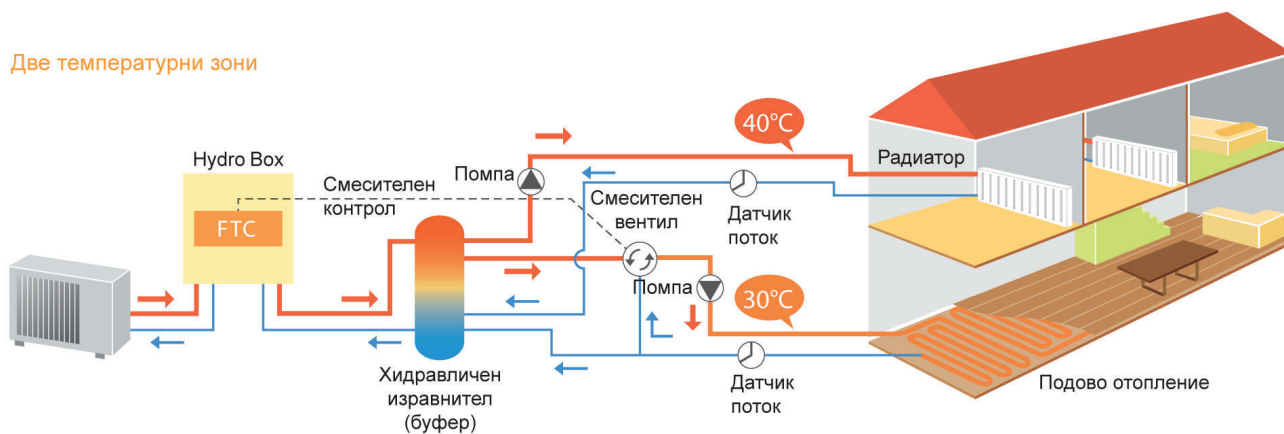 Две температурни зони
Hydro Box
FTC
Смесителен
контрол
Помпа
40°C
Радиатор
Смесителен
вентил
Датчик
поток
Помпа
30°C
Хидравличен
изравнител
(буфер)
Датчик
поток
Подово отопление